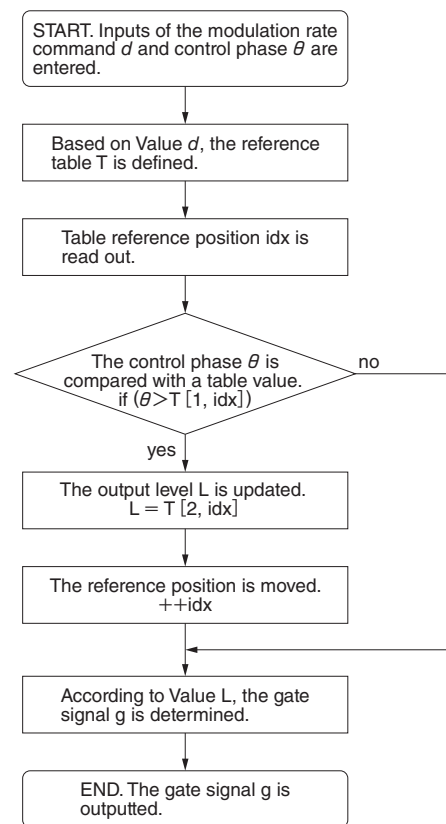 START. Inputs of the modulation rate
command d and control phase θ are
entered.
Based on Value d, the reference
table T is defined.
Table reference position idx is
read out.
The control phase θ is
compared with a table value.
if (θ>T [1, idx])
no
yes
The output level L is updated.
L = T [2, idx]
The reference position is moved.
++idx
According to Value L, the gate
signal g is determined.
END. The gate signal g is
outputted.